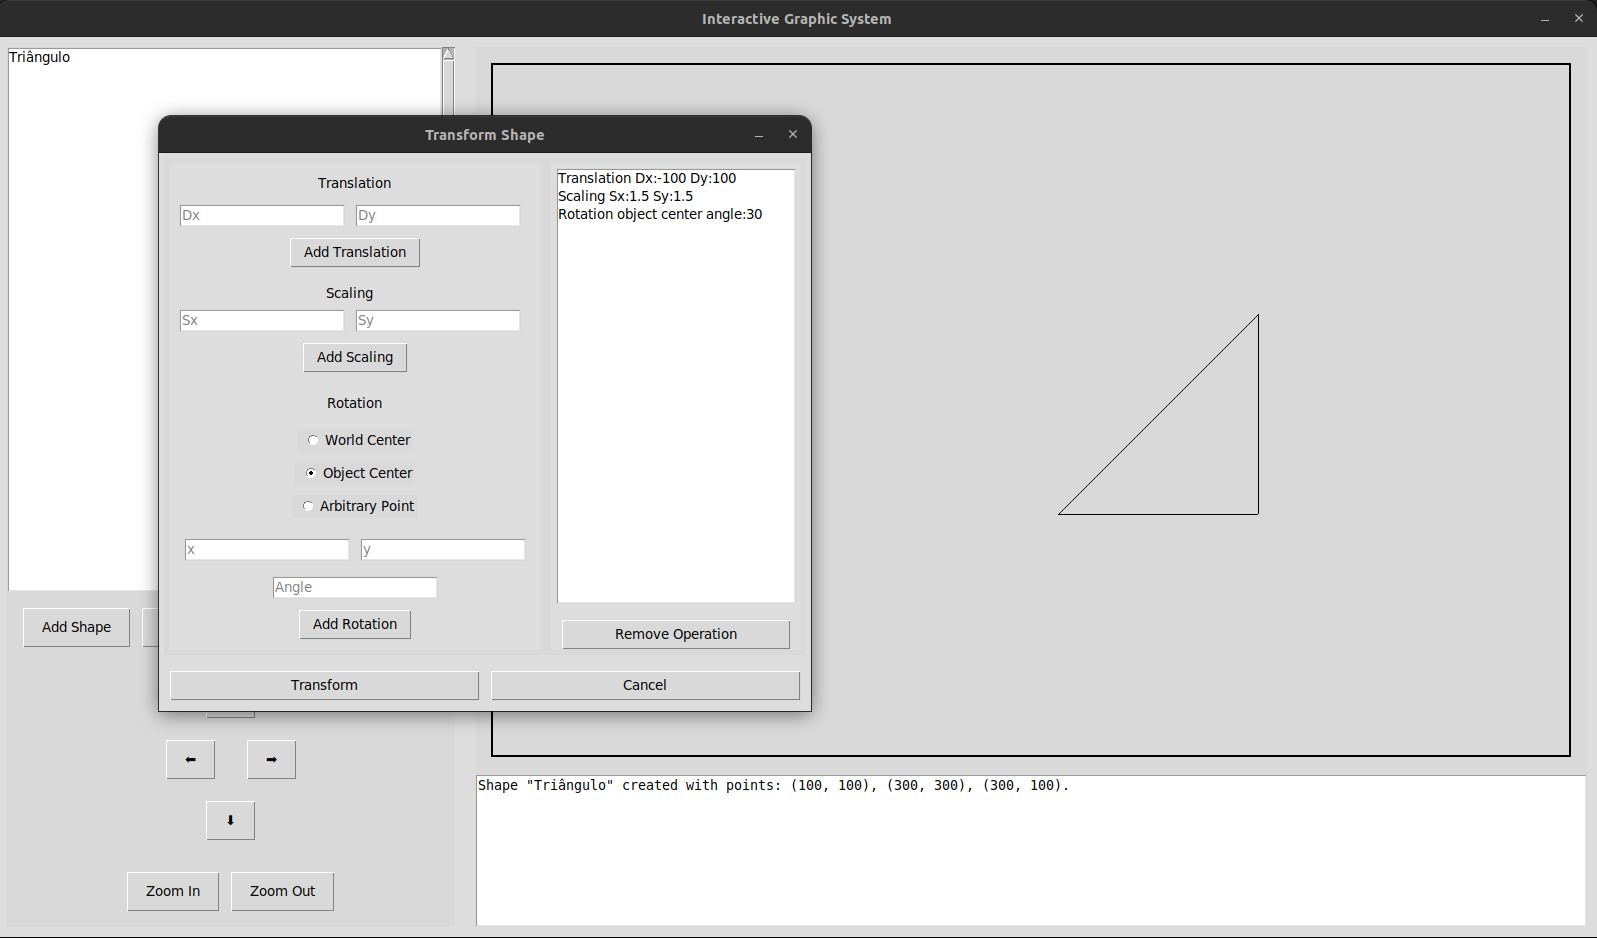 Interactive Graphic System
Triângulo
Transform Shape
Translation
Dx Dy
Add Translation
Scaling
Sx Sy
Add Scaling
Rotation
World Center
Object Center
Arbitrary Point
x y
Angle
Add Rotation
Translation Dx:-100 Dy:100
Scaling Sx:1.5 Sy:1.5
Rotation object center angle:30
Remove Operation
Transform Cancel
Add Shape
Zoom In Zoom Out
Shape "Triângulo" created with points: (100, 100), (300, 300), (300, 100).